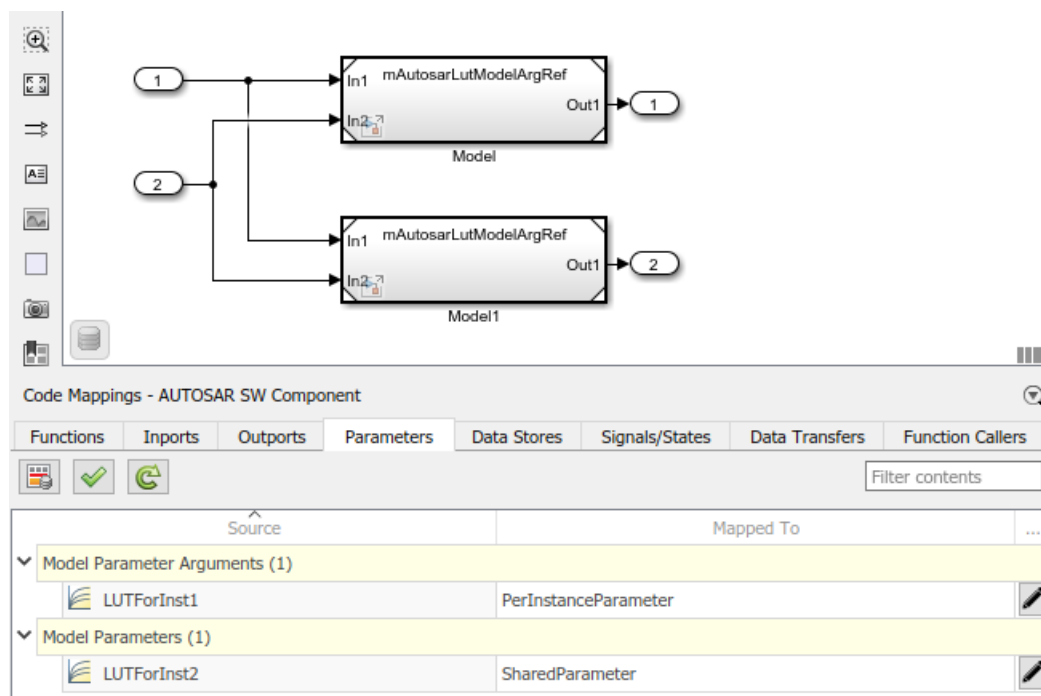 1
In1
mAutosarLutModelArgRef
Out1
1
In2
Model
2
In1
mAutosarLutModelArgRef
Out1
2
In2
Model1
Code Mappings - AUTOSAR SW Component
Functions Inports Outports Parameters Data Stores Signals/States Data Transfers Function Callers
Filter contents
Source Mapped To ...
Model Parameter Arguments (1)
LUTForInst1 PerInstanceParameter
Model Parameters (1)
LUTForInst2 SharedParameter